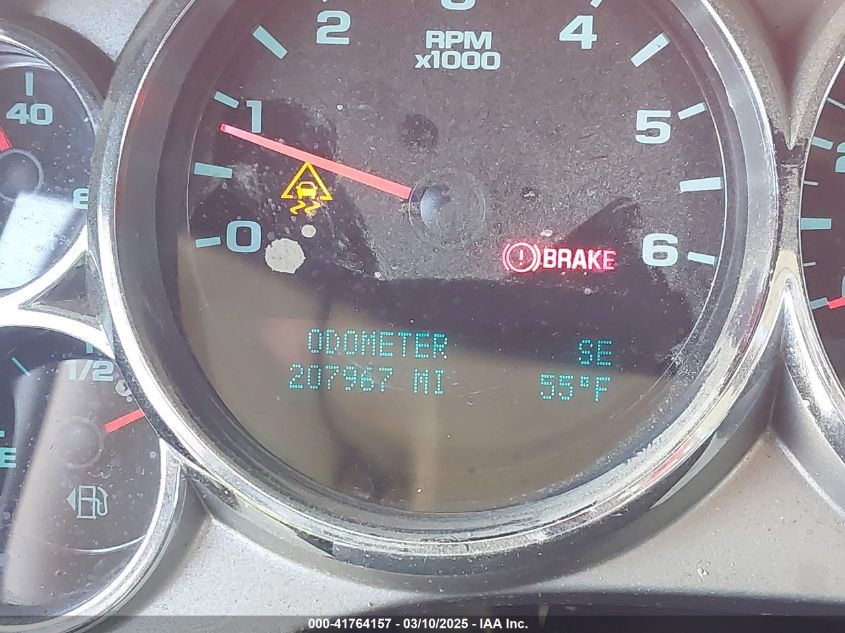 3
2 4
RPM
x1000
40
1 5
8
0 6
BRAKE
ODOMETER SE
207967 MI 55°F
1/2
E
000-41764157 — 03/10/2025 — IAA Inc.